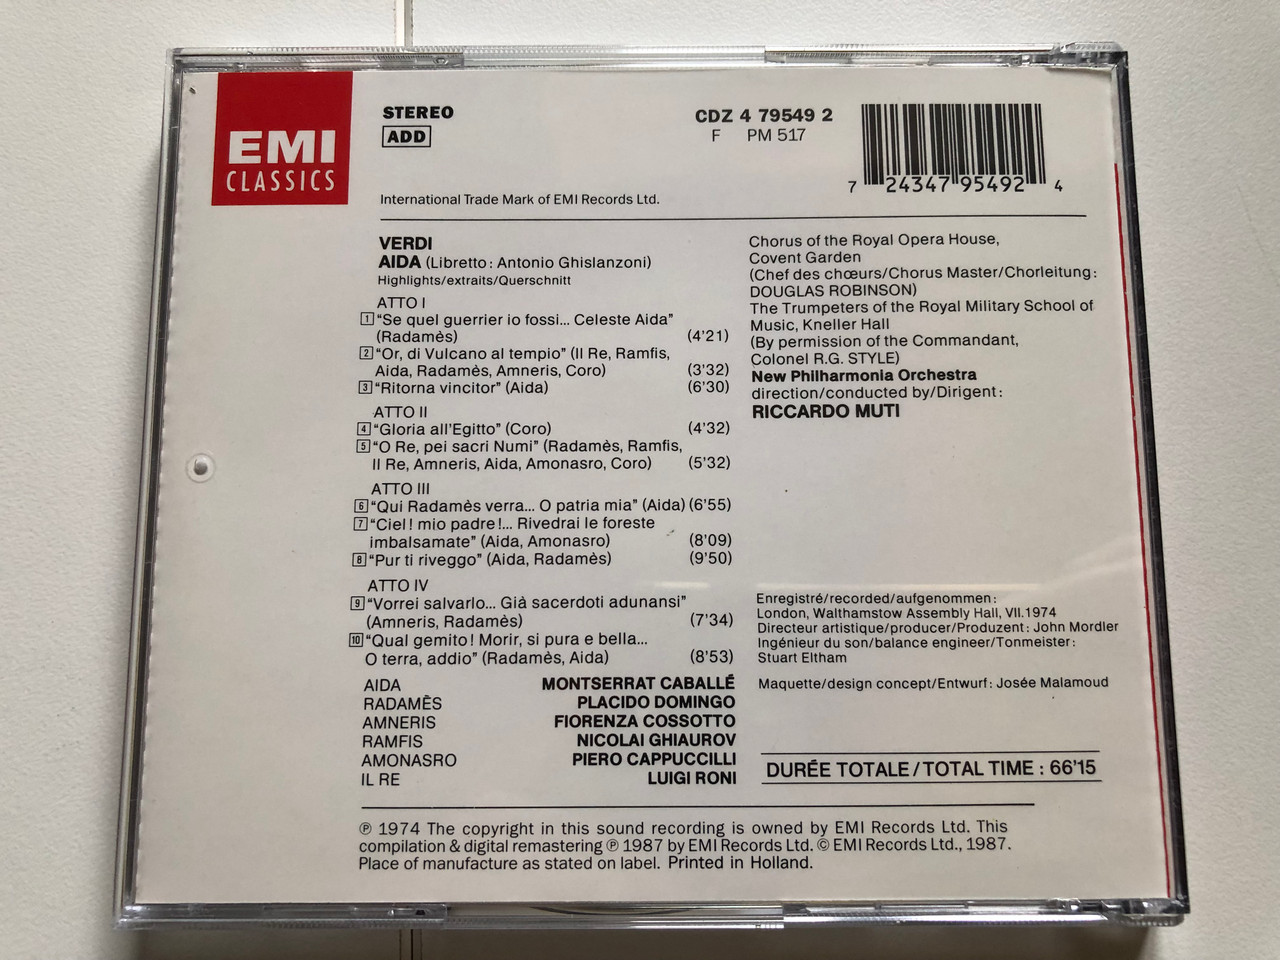 EMI
CLASSICS
STEREO
ADD
International Trade Mark of EMI Records Ltd.
CDZ 4 79549 2
F PM 517
7 24347 95492 4
VERDI
AIDA (Libretto: Antonio Ghislanzoni)
Highlights/extraits/Querschnitt
ATTO I
1 “Se quel guerrier io fossi... Celeste Aida”
(Radamès) (4'21)
2 “Or, di Vulcano al tempio” (Il Re, Ramfis,
Aida, Radamès, Amneris, Coro) (3'32)
3 “Ritorna vincitor” (Aida) (6'30)
ATTO II
4 “Gloria all'Egitto” (Coro) (4'32)
5 “O Re, pei sacri Numi” (Radamès, Ramfis,
Il Re, Amneris, Aida, Amonasro, Coro) (5'32)
ATTO III
6 “Qui Radamès verra... O patria mia” (Aida) (6'55)
7 “Ciel! mio padre!... Rivedrai le foreste
imbalsamate” (Aida, Amonasro) (8'09)
8 “Pur ti riveggo” (Aida, Radamès) (9'50)
ATTO IV
9 “Vorrei salvarlo... Già sacerdoti adunansi”
(Amneris, Radamès) (7'34)
10 “Qual gemito! Morir, si pura e bella...
O terra, addio” (Radamès, Aida) (8'53)
AIDA MONTSERRAT CABALLÉ
RADAMÈS PLACIDO DOMINGO
AMNERIS FIORENZA COSSOTTO
RAMFIS NICOLAI GHIAUROV
AMONASRO PIERO CAPPUCCILLI
IL RE LUIGI RONI
Chorus of the Royal Opera House,
Covent Garden
(Chef des chœurs/Chorus Master/Chorleitung:
DOUGLAS ROBINSON)
The Trumpeters of the Royal Military School of
Music, Kneller Hall
(By permission of the Commandant,
Colonel R.G. STYLE)
New Philharmonia Orchestra
direction/conducted by/Dirigent:
RICCARDO MUTI
Enregistré/recorded/aufgenommen:
London, Walthamstow Assembly Hall, VII.1974
Directeur artistique/producer/Produzent: John Mordler
Ingénieur du son/balance engineer/Tonmeister:
Stuart Eltham
Maquette/design concept/Entwurf: Josée Malamoud
DURÉE TOTALE/TOTAL TIME: 66'15
℗ 1974 The copyright in this sound recording is owned by EMI Records Ltd. This
compilation & digital remastering ℗ 1987 by EMI Records Ltd. © EMI Records Ltd., 1987.
Place of manufacture as stated on label. Printed in Holland.